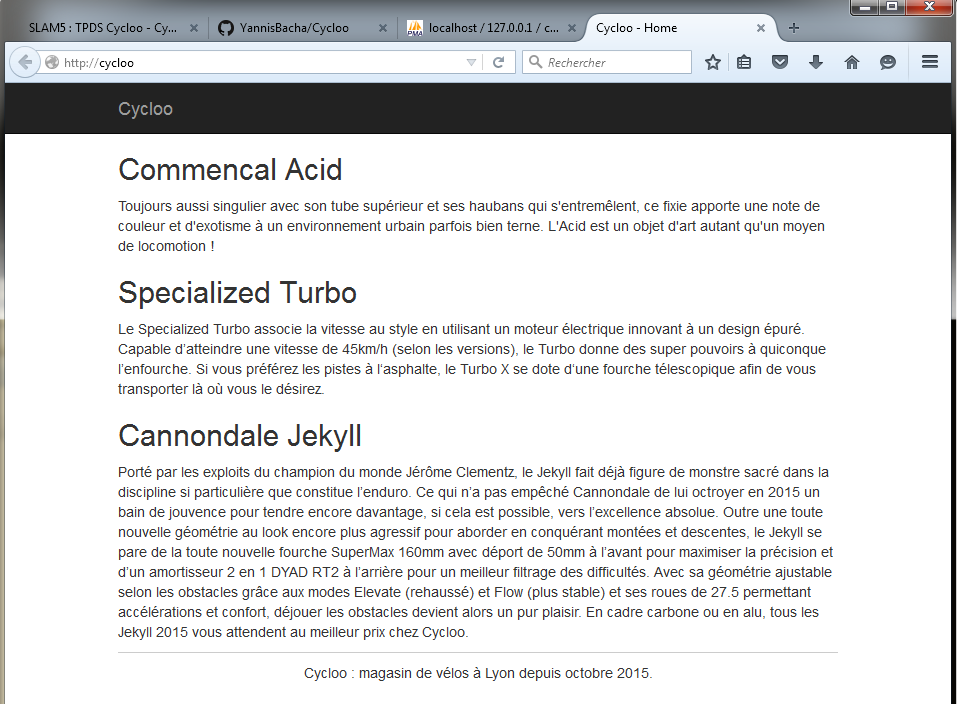 SLAM5 : TPDS Cycloo - Cy...
YannisBacha/Cycloo
localhost / 127.0.0.1 / c...
Cycloo - Home
http://cycloo
Rechercher
Cycloo
Commencal Acid
Toujours aussi singulier avec son tube supérieur et ses haubans qui s'entremêlent, ce fixie apporte une note de
couleur et d'exotisme à un environnement urbain parfois bien terne. L'Acid est un objet d'art autant qu'un moyen
de locomotion !
Specialized Turbo
Le Specialized Turbo associe la vitesse au style en utilisant un moteur électrique innovant à un design épuré.
Capable d’atteindre une vitesse de 45km/h (selon les versions), le Turbo donne des super pouvoirs à quiconque
l’enfourche. Si vous préférez les pistes à l’asphalte, le Turbo X se dote d’une fourche télescopique afin de vous
transporter là où vous le désirez.
Cannondale Jekyll
Porté par les exploits du champion du monde Jérôme Clementz, le Jekyll fait déjà figure de monstre sacré dans la
discipline si particulière que constitue l’enduro. Ce qui n’a pas empêché Cannondale de lui octroyer en 2015 un
bain de jouvence pour tendre encore davantage, si cela est possible, vers l’excellence absolue. Outre une toute
nouvelle géométrie au look encore plus agressif pour aborder en conquérant montées et descentes, le Jekyll se
pare de la toute nouvelle fourche SuperMax 160mm avec déport de 50mm à l’avant pour maximiser la précision et
d’un amortisseur 2 en 1 DYAD RT2 à l’arrière pour un meilleur filtrage des difficultés. Avec sa géométrie ajustable
selon les obstacles grâce aux modes Elevate (rehaussé) et Flow (plus stable) et ses roues de 27.5 permettant
accélérations et confort, déjouer les obstacles devient alors un pur plaisir. En cadre carbone ou en alu, tous les
Jekyll 2015 vous attendent au meilleur prix chez Cycloo.
Cycloo : magasin de vélos à Lyon depuis octobre 2015.